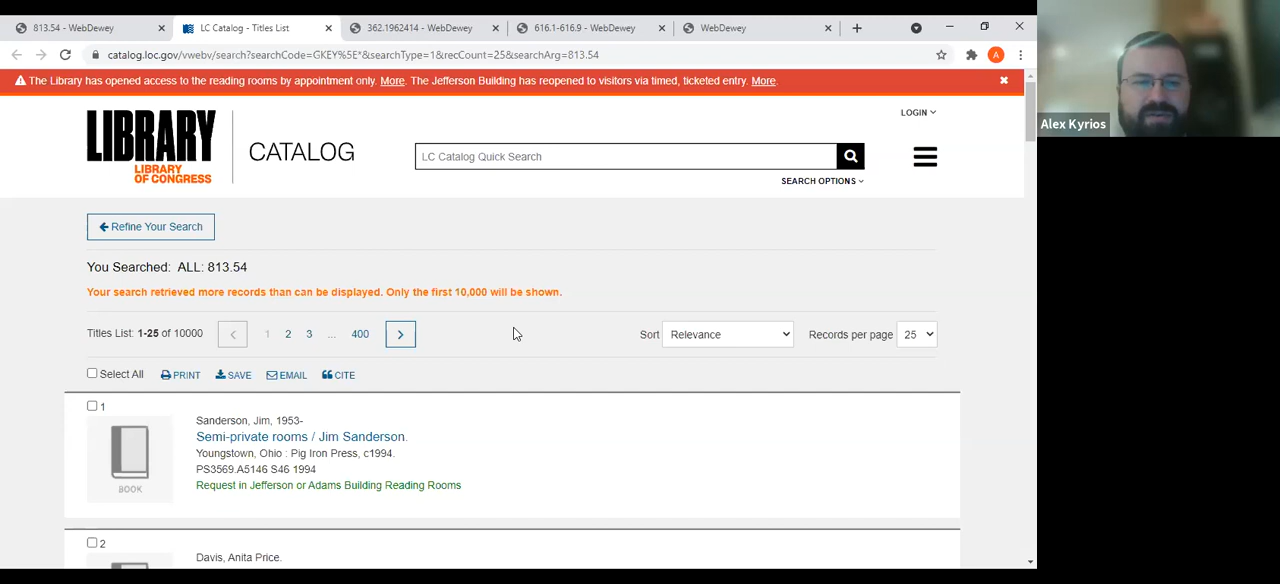 813.54 - WebDewey
LC Catalog - Titles List
362.1962414 - WebDewey
616.1-616.9 - WebDewey
WebDewey
catalog.loc.gov/vwebv/search?searchCode=GKEY%5E*&searchType=1&recCount=25&searchArg=813.54
A
The Library has opened access to the reading rooms by appointment only. More. The Jefferson Building has reopened to visitors via timed, ticketed entry. More.
Alex Kyrios
LOGIN
LIBRARY
LIBRARY
OF CONGRESS
CATALOG
LC Catalog Quick Search
SEARCH OPTIONS
Refine Your Search
You Searched: ALL: 813.54
Your search retrieved more records than can be displayed. Only the first 10,000 will be shown.
Titles List: 1-25 of 10000 < 1 2 3 ... 400 > Sort Relevance Records per page 25
Select All PRINT SAVE EMAIL CITE
1
BOOK
Sanderson, Jim, 1953-
Semi-private rooms / Jim Sanderson.
Youngstown, Ohio : Pig Iron Press, c1994.
PS3569.A5146 S46 1994
Request in Jefferson or Adams Building Reading Rooms
2
Davis, Anita Price.